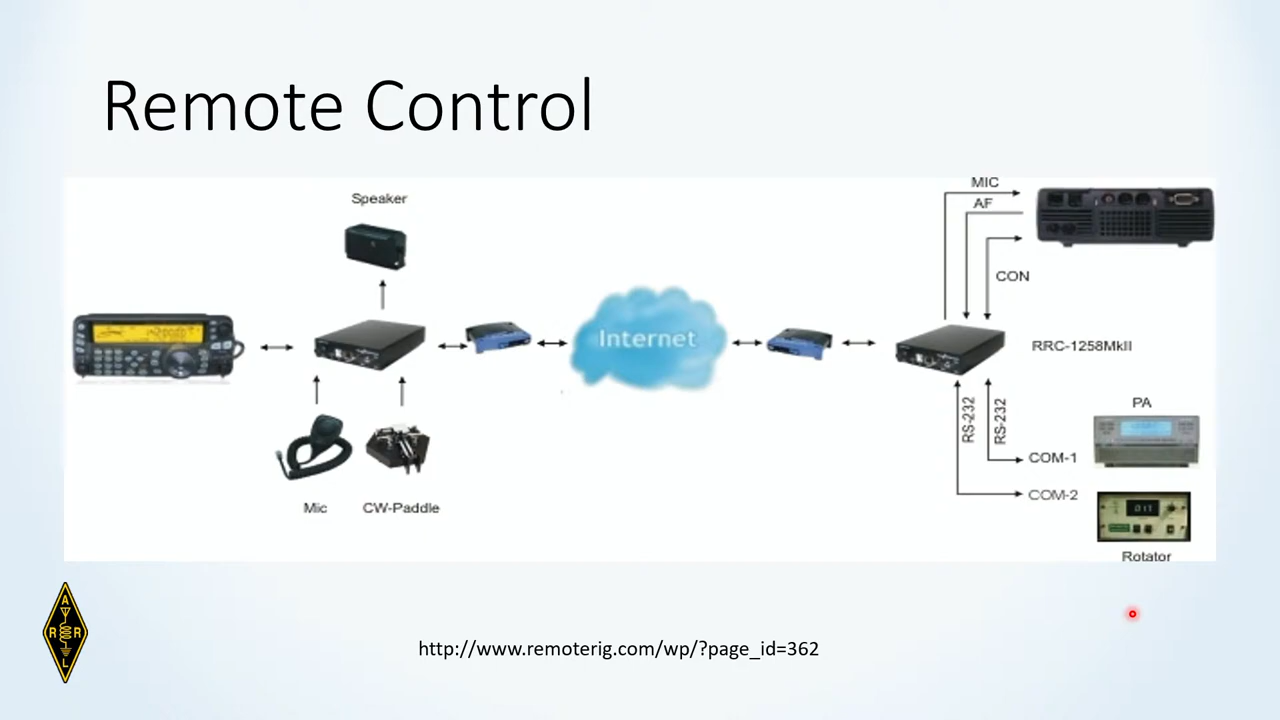 Remote Control
Speaker
Mic
CW-Paddle
Internet
MIC
AF
CON
RRC-1258MkII
RS-232
RS-232
PA
COM-1
COM-2
Rotator
A
R R
L
http://www.remoterig.com/wp/?page_id=362